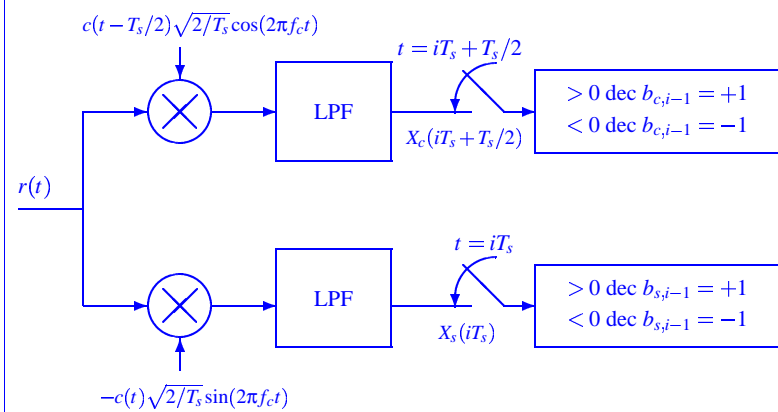 c(t−T_s/2)√2/T_s cos(2πf_c t)
t = iT_s + T_s/2
LPF
X_c(iT_s + T_s/2)
> 0 dec b_{c,i−1} = +1
< 0 dec b_{c,i−1} = −1
r(t)
t = iT_s
LPF
X_s(iT_s)
> 0 dec b_{s,i−1} = +1
< 0 dec b_{s,i−1} = −1
−c(t)√2/T_s sin(2πf_c t)